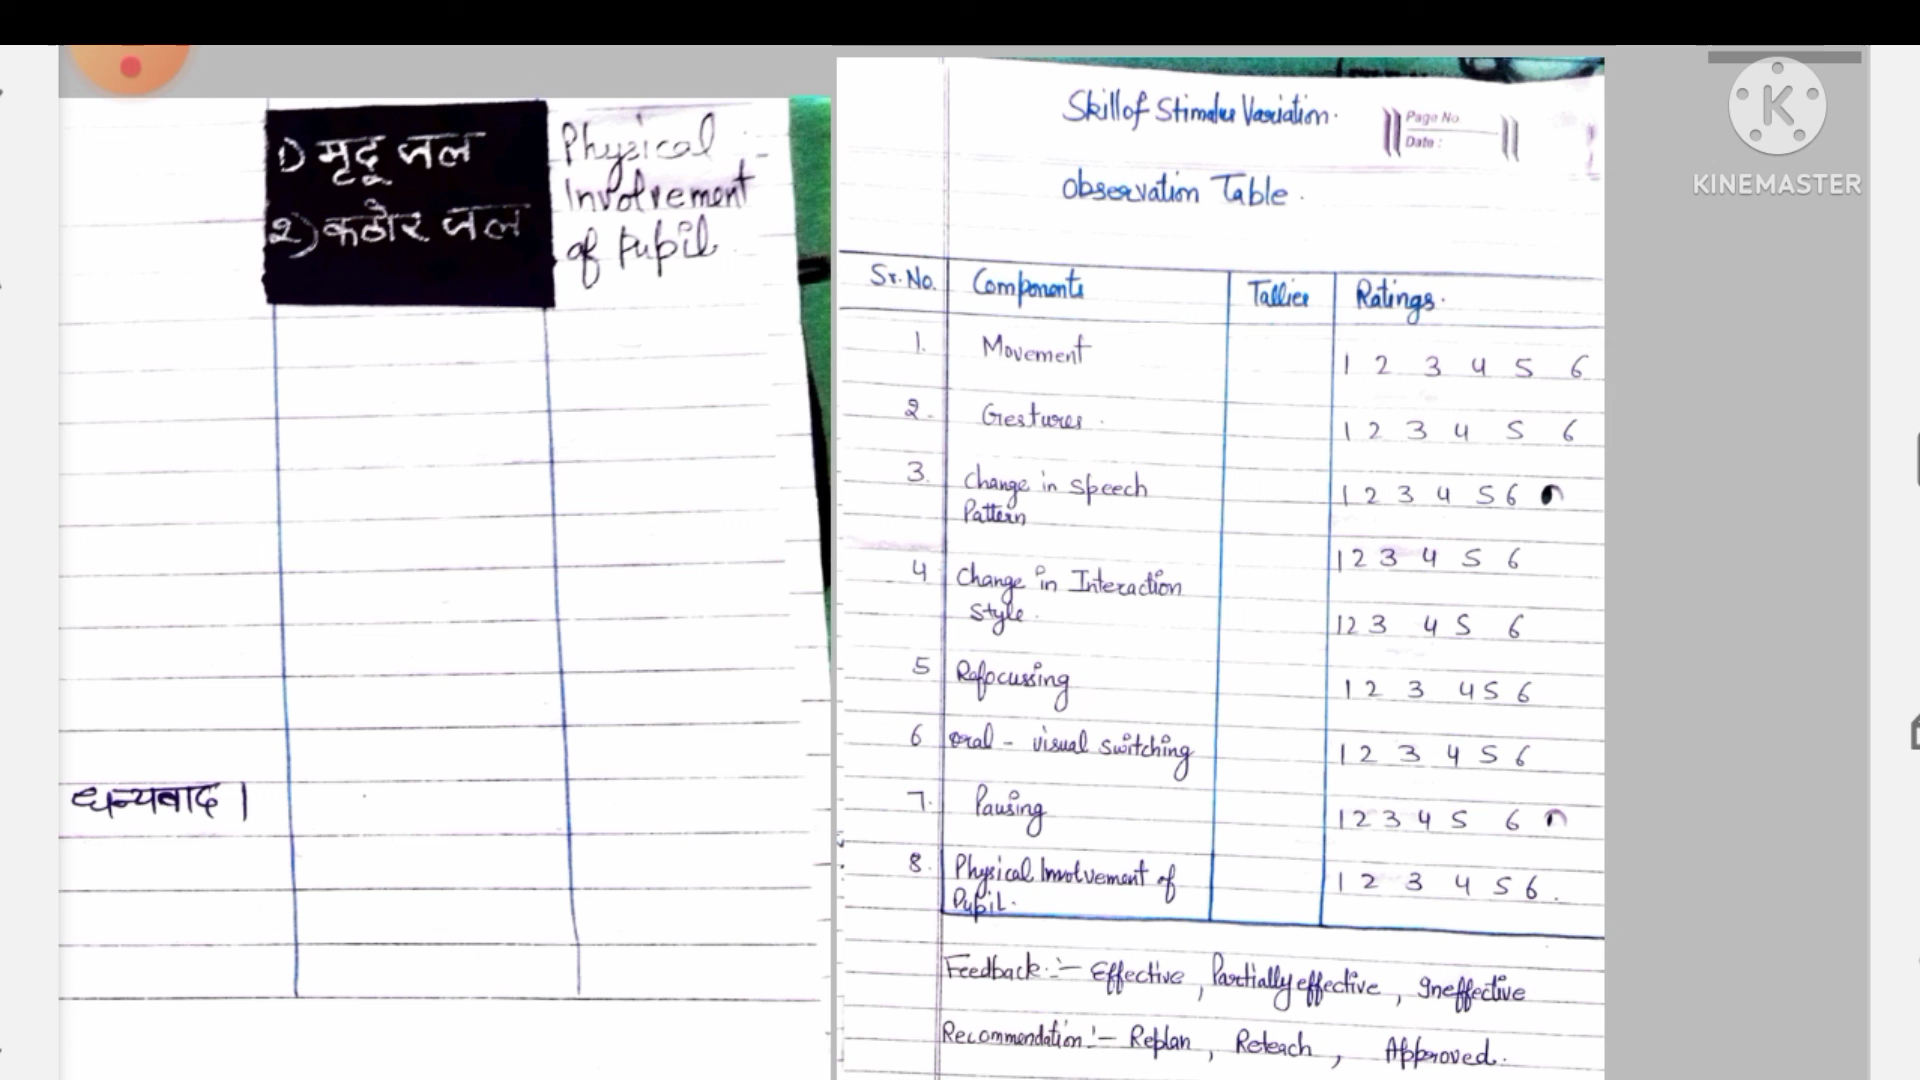 1) मृदू जल
२) कठोर जल
Physical
Involvement
of pupil
धन्यवाद ।
Skill of Stimulus Variation.
Page No
Date :
Observation Table.
Sr. No. Components Tallies Ratings.
1. Movement 1 2 3 4 5 6
2. Gestures. 1 2 3 4 5 6
3. Change in Speech 1 2 3 4 5 6
Pattern
1 2 3 4 5 6
4 Change in Interaction
Style. 1 2 3 4 5 6
5 Refocussing 1 2 3 4 5 6
6 oral - visual switching 1 2 3 4 5 6
7. Pausing 1 2 3 4 5 6
8. Physical Involvement of 1 2 3 4 5 6.
Pupil.
Feedback :- Effective, Partially effective, Ineffective
Recommendation :- Replan, Reteach, Approved.
KINEMASTER